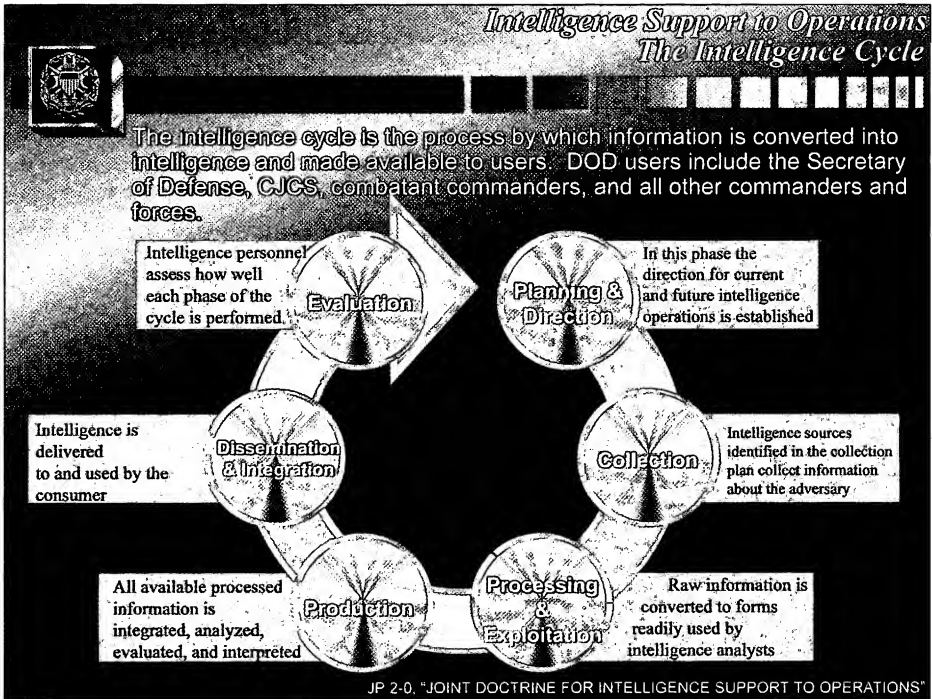 Intelligence Support to Operations
The Intelligence Cycle
The intelligence cycle is the process by which information is converted into
intelligence and made available to users. DOD users include the Secretary
of Defense, CJCS, combatant commanders, and all other commanders and
forces.
Intelligence personnel
assess how well
each phase of the
cycle is performed.
Evaluation
Planning &
Direction
In this phase the
direction for current
and future intelligence
operations is established
Intelligence is
delivered
to and used by the
consumer
Dissemination
& Integration
Collection
Intelligence sources
identified in the collection
plan collect information
about the adversary
All available processed
information is
integrated, analyzed,
evaluated, and interpreted
Production
Processing
&
Exploitation
Raw information is
converted to forms
readily used by
intelligence analysts
JP 2-0, "JOINT DOCTRINE FOR INTELLIGENCE SUPPORT TO OPERATIONS"